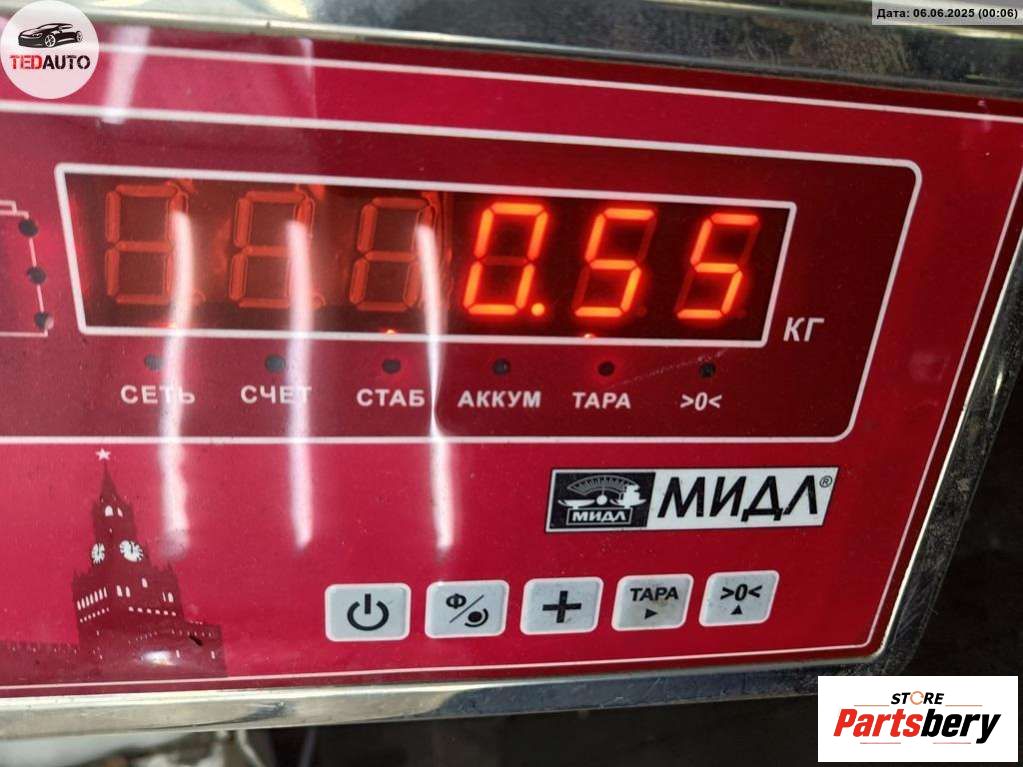 Дата: 06.06.2025 (00:06)
TEDAUTO
0.55
КГ
СЕТЬ СЧЕТ СТАБ АККУМ ТАРА >0<
МИДЛ МИДЛ®
Ф ТАРА >0<
STORE
Partsbery